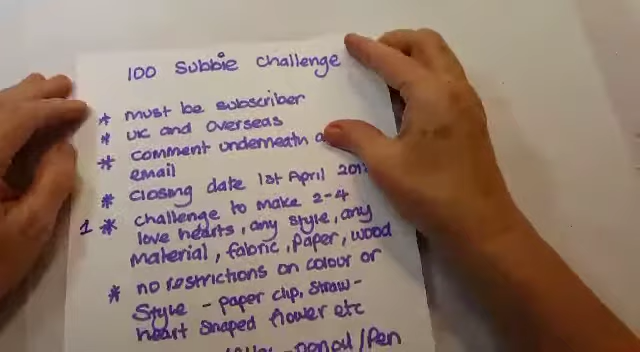 100 Subbie Challenge
* must be subscriber
* UK and Overseas
* comment underneath
email
* closing date 1st April
1 * challenge to make 2-4
love hearts, any style, any
material, fabric, paper, wood
* no restrictions on colour or
Style - paper clip, straw-
heart shaped flower etc
/Pen